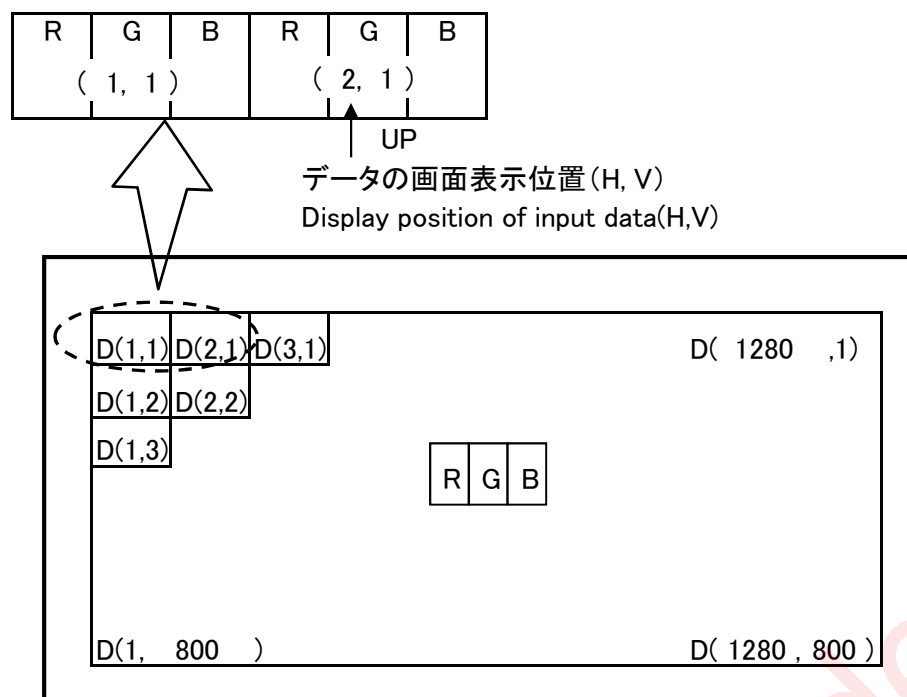 R G B R G B
( 1, 1 ) ( 2, 1 )
UP
データの画面表示位置(H, V)
Display position of input data(H,V)
D(1,1) D(2,1) D(3,1) D( 1280 ,1)
D(1,2) D(2,2)
D(1,3)
R G B
D(1, 800 ) D( 1280 , 800 )